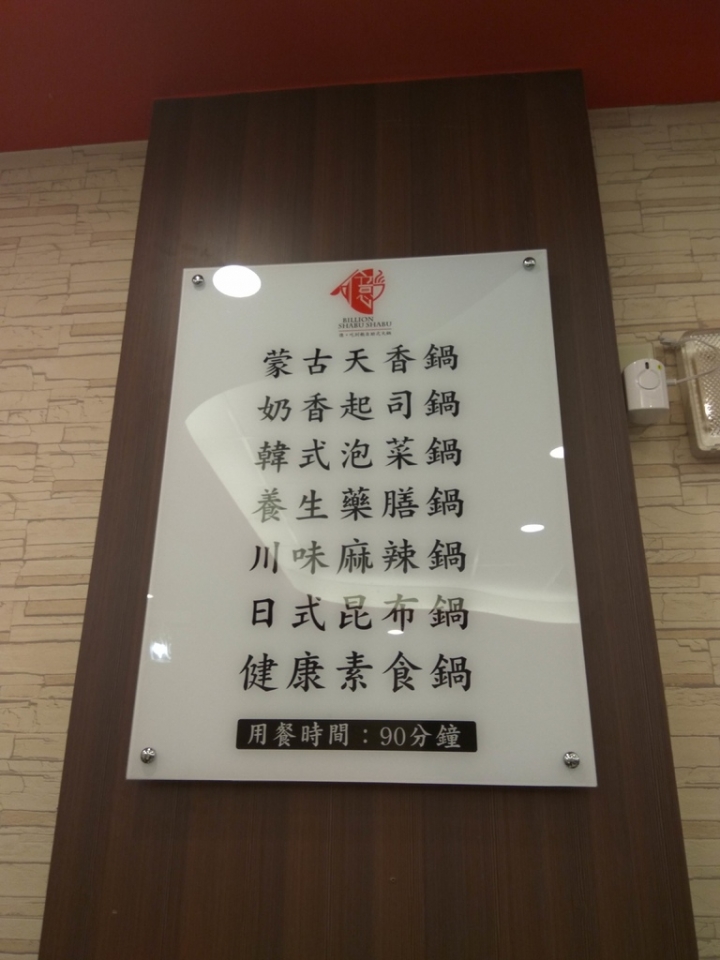 億
BILLION
SHABU SHABU
蒙古天香鍋
奶香起司鍋
韓式泡菜鍋
養生藥膳鍋
川味麻辣鍋
日式昆布鍋
健康素食鍋
用餐時間：90分鐘